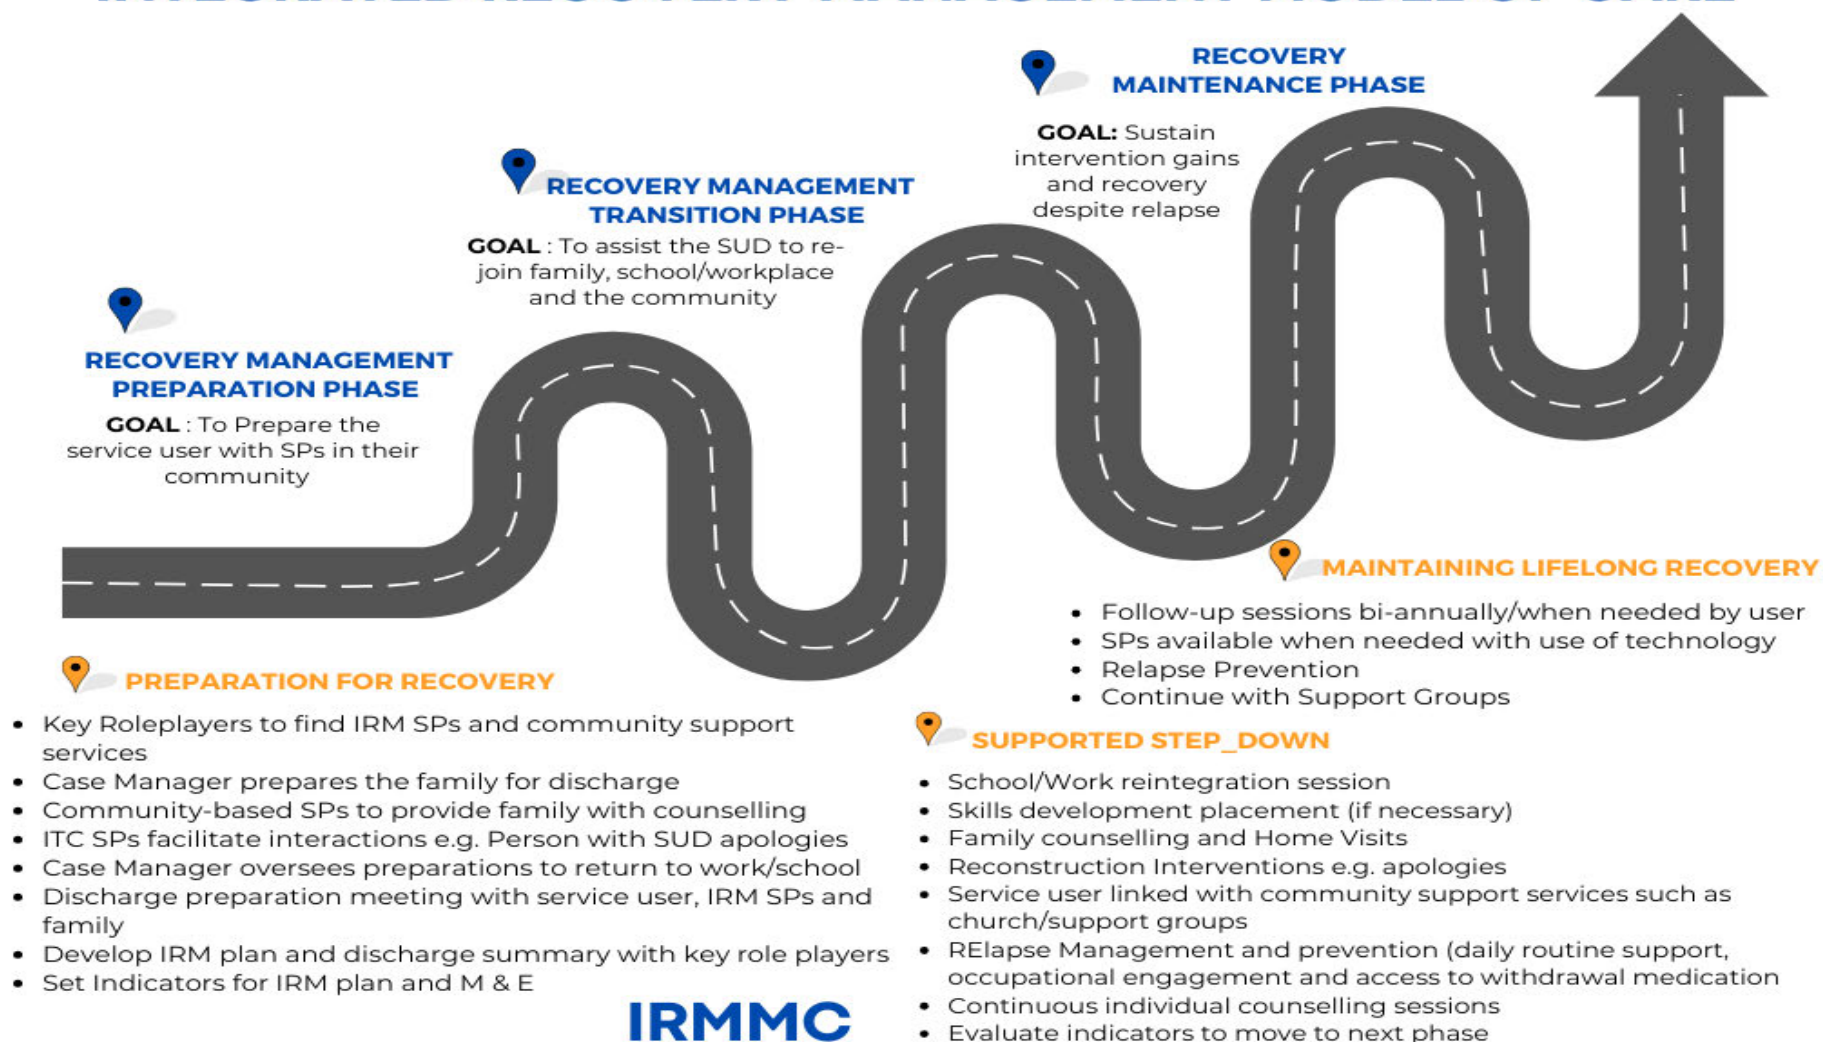 INTEGRATED RECOVERY MANAGEMENT MODEL OF CARE
RECOVERY
MAINTENANCE PHASE
GOAL: Sustain
intervention gains
and recovery
despite relapse
RECOVERY MANAGEMENT
TRANSITION PHASE
GOAL : To assist the SUD to re-
join family, school/workplace
and the community
RECOVERY MANAGEMENT
PREPARATION PHASE
GOAL : To Prepare the
service user with SPs in their
community
MAINTAINING LIFELONG RECOVERY
• Follow-up sessions bi-annually/when needed by user
• SPs available when needed with use of technology
• Relapse Prevention
• Continue with Support Groups
PREPARATION FOR RECOVERY
• Key Roleplayers to find IRM SPs and community support
services
• Case Manager prepares the family for discharge
• Community-based SPs to provide family with counselling
• ITC SPs facilitate interactions e.g. Person with SUD apologies
• Case Manager oversees preparations to return to work/school
• Discharge preparation meeting with service user, IRM SPs and
family
• Develop IRM plan and discharge summary with key role players
• Set Indicators for IRM plan and M & E
SUPPORTED STEP_DOWN
• School/Work reintegration session
• Skills development placement (if necessary)
• Family counselling and Home Visits
• Reconstruction Interventions e.g. apologies
• Service user linked with community support services such as
church/support groups
• RElapse Management and prevention (daily routine support,
occupational engagement and access to withdrawal medication
• Continuous individual counselling sessions
• Evaluate indicators to move to next phase
IRMMC